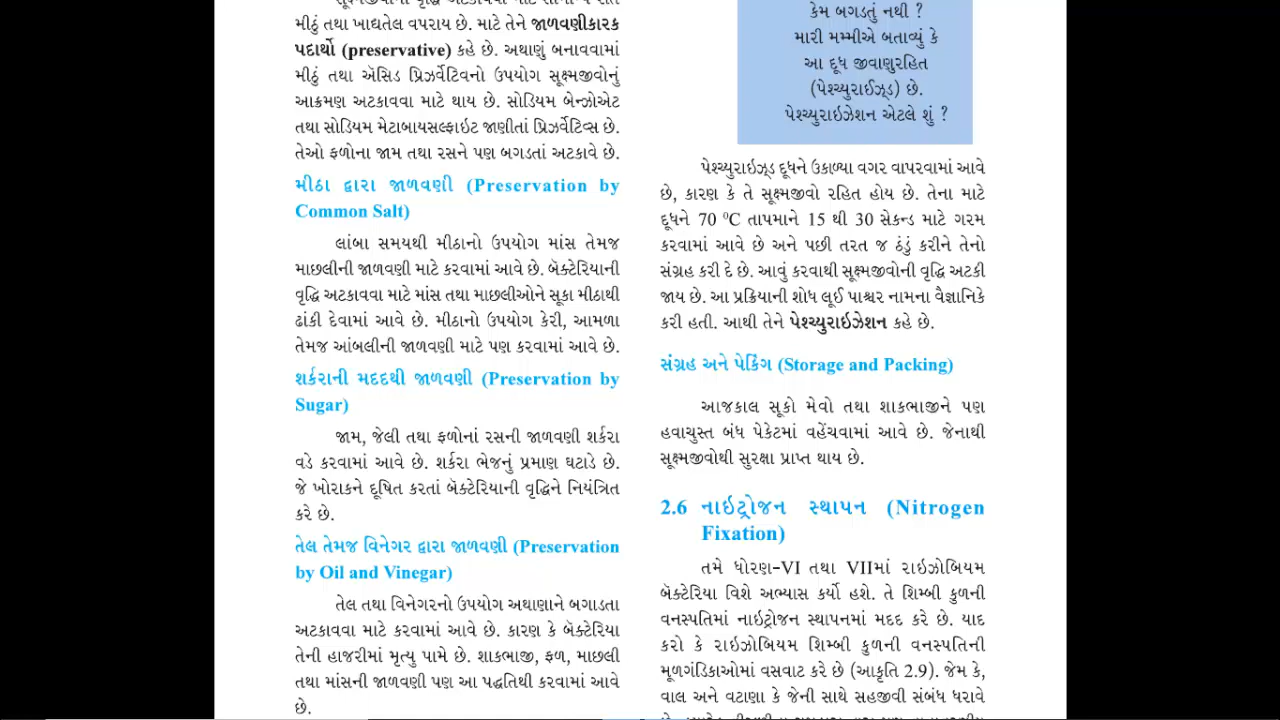 મીઠું તથા ખાદ્યતેલ વપરાય છે. માટે તેને જાળવણીકારક
પદાર્થો (preservative) કહે છે. અથાણું બનાવવામાં
મીઠું તથા ઍસિડ પ્રિઝર્વેટિવનો ઉપયોગ સૂક્ષ્મજીવોનું
આક્રમણ અટકાવવા માટે થાય છે. સોડિયમ બેન્ઝોએટ
તથા સોડિયમ મેટાબાયસલ્ફાઇટ જાણીતાં પ્રિઝર્વેટિવ્સ છે.
તેઓ ફળોના જામ તથા રસને પણ બગડતાં અટકાવે છે.
મીઠા દ્વારા જાળવણી (Preservation by
Common Salt)
લાંબા સમયથી મીઠાનો ઉપયોગ માંસ તેમજ
માછલીની જાળવણી માટે કરવામાં આવે છે. બૅક્ટેરિયાની
વૃદ્ધિ અટકાવવા માટે માંસ તથા માછલીઓને સૂકા મીઠાથી
ઢાંકી દેવામાં આવે છે. મીઠાનો ઉપયોગ કેરી, આમળા
તેમજ આંબલીની જાળવણી માટે પણ કરવામાં આવે છે.
શર્કરાની મદદથી જાળવણી (Preservation by
Sugar)
જામ, જેલી તથા ફળોનાં રસની જાળવણી શર્કરા
વડે કરવામાં આવે છે. શર્કરા ભેજનું પ્રમાણ ઘટાડે છે.
જે ખોરાકને દૂષિત કરતાં બૅક્ટેરિયાની વૃદ્ધિને નિયંત્રિત
કરે છે.
તેલ તેમજ વિનેગર દ્વારા જાળવણી (Preservation
by Oil and Vinegar)
તેલ તથા વિનેગરનો ઉપયોગ અથાણાને બગાડતા
અટકાવવા માટે કરવામાં આવે છે. કારણ કે બૅક્ટેરિયા
તેની હાજરીમાં મૃત્યુ પામે છે. શાકભાજી, ફળ, માછલી
તથા માંસની જાળવણી પણ આ પદ્ધતિથી કરવામાં આવે
છે.
કેમ બગડતું નથી ?
મારી મમ્મીએ બતાવ્યું કે
આ દૂધ જીવાણુરહિત
(પેશ્ચ્યુરાઈઝ્ડ) છે.
પેશ્ચ્યુરાઇઝેશન એટલે શું ?
પેશ્ચ્યુરાઇઝ્ડ દૂધને ઉકાળ્યા વગર વાપરવામાં આવે
છે, કારણ કે તે સૂક્ષ્મજીવો રહિત હોય છે. તેના માટે
દૂધને 70 ⁰C તાપમાને 15 થી 30 સેકન્ડ માટે ગરમ
કરવામાં આવે છે અને પછી તરત જ ઠંડું કરીને તેનો
સંગ્રહ કરી દે છે. આવું કરવાથી સૂક્ષ્મજીવોની વૃદ્ધિ અટકી
જાય છે. આ પ્રક્રિયાની શોધ લૂઈ પાશ્ચર નામના વૈજ્ઞાનિકે
કરી હતી. આથી તેને પેશ્ચ્યુરાઇઝેશન કહે છે.
સંગ્રહ અને પેકિંગ (Storage and Packing)
આજકાલ સૂકો મેવો તથા શાકભાજીને પણ
હવાચુસ્ત બંધ પેકેટમાં વહેંચવામાં આવે છે. જેનાથી
સૂક્ષ્મજીવોથી સુરક્ષા પ્રાપ્ત થાય છે.
2.6 નાઇટ્રોજન સ્થાપન (Nitrogen
Fixation)
તમે ધોરણ-VI તથા VIIમાં રાઇઝોબિયમ
બૅક્ટેરિયા વિશે અભ્યાસ કર્યો હશે. તે શિમ્બી કુળની
વનસ્પતિમાં નાઇટ્રોજન સ્થાપનમાં મદદ કરે છે. યાદ
કરો કે રાઇઝોબિયમ શિમ્બી કુળની વનસ્પતિની
મૂળગંડિકાઓમાં વસવાટ કરે છે (આકૃતિ 2.9). જેમ કે,
વાલ અને વટાણા કે જેની સાથે સહજીવી સંબંધ ધરાવે